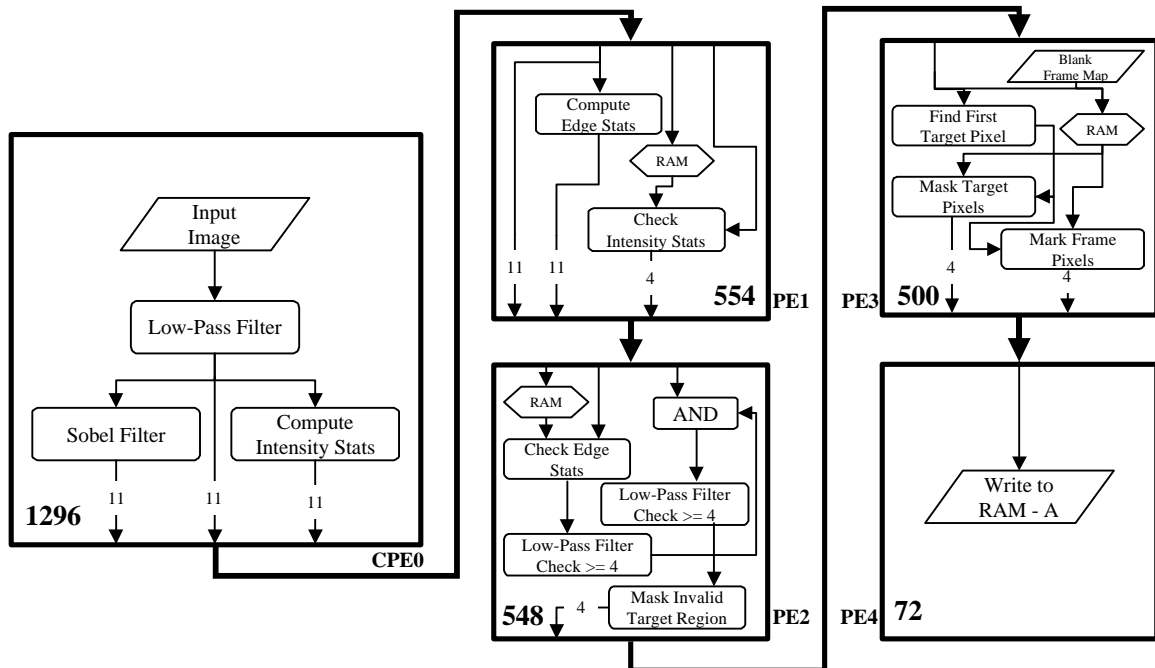 Input
Image
Low-Pass Filter
Sobel Filter
Compute
Intensity Stats
11
11
11
1296
CPE0
Compute
Edge Stats
RAM
Check
Intensity Stats
11
11
4
554
PE1
RAM
AND
Check Edge
Stats
Low-Pass Filter
Check >= 4
Low-Pass Filter
Check >= 4
Mask Invalid
Target Region
4
548
PE2
Blank
Frame Map
Find First
Target Pixel
RAM
Mask Target
Pixels
Mark Frame
Pixels
4
4
PE3
500
Write to
RAM - A
PE4
72